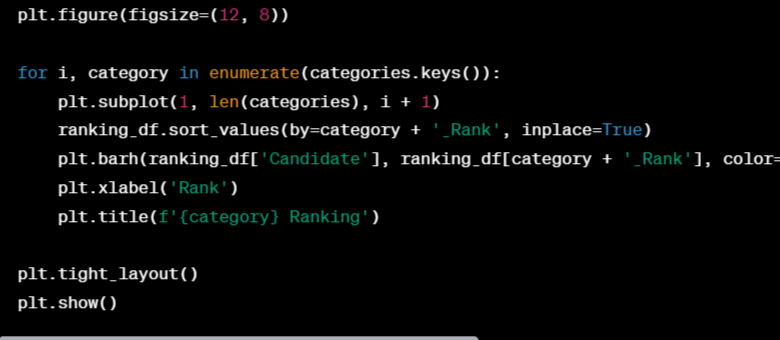 plt.figure(figsize=(12, 8))
for i, category in enumerate(categories.keys()):
    plt.subplot(1, len(categories), i + 1)
    ranking_df.sort_values(by=category + '_Rank', inplace=True)
    plt.barh(ranking_df['Candidate'], ranking_df[category + '_Rank'], color=
    plt.xlabel('Rank')
    plt.title(f'{category} Ranking')
plt.tight_layout()
plt.show()